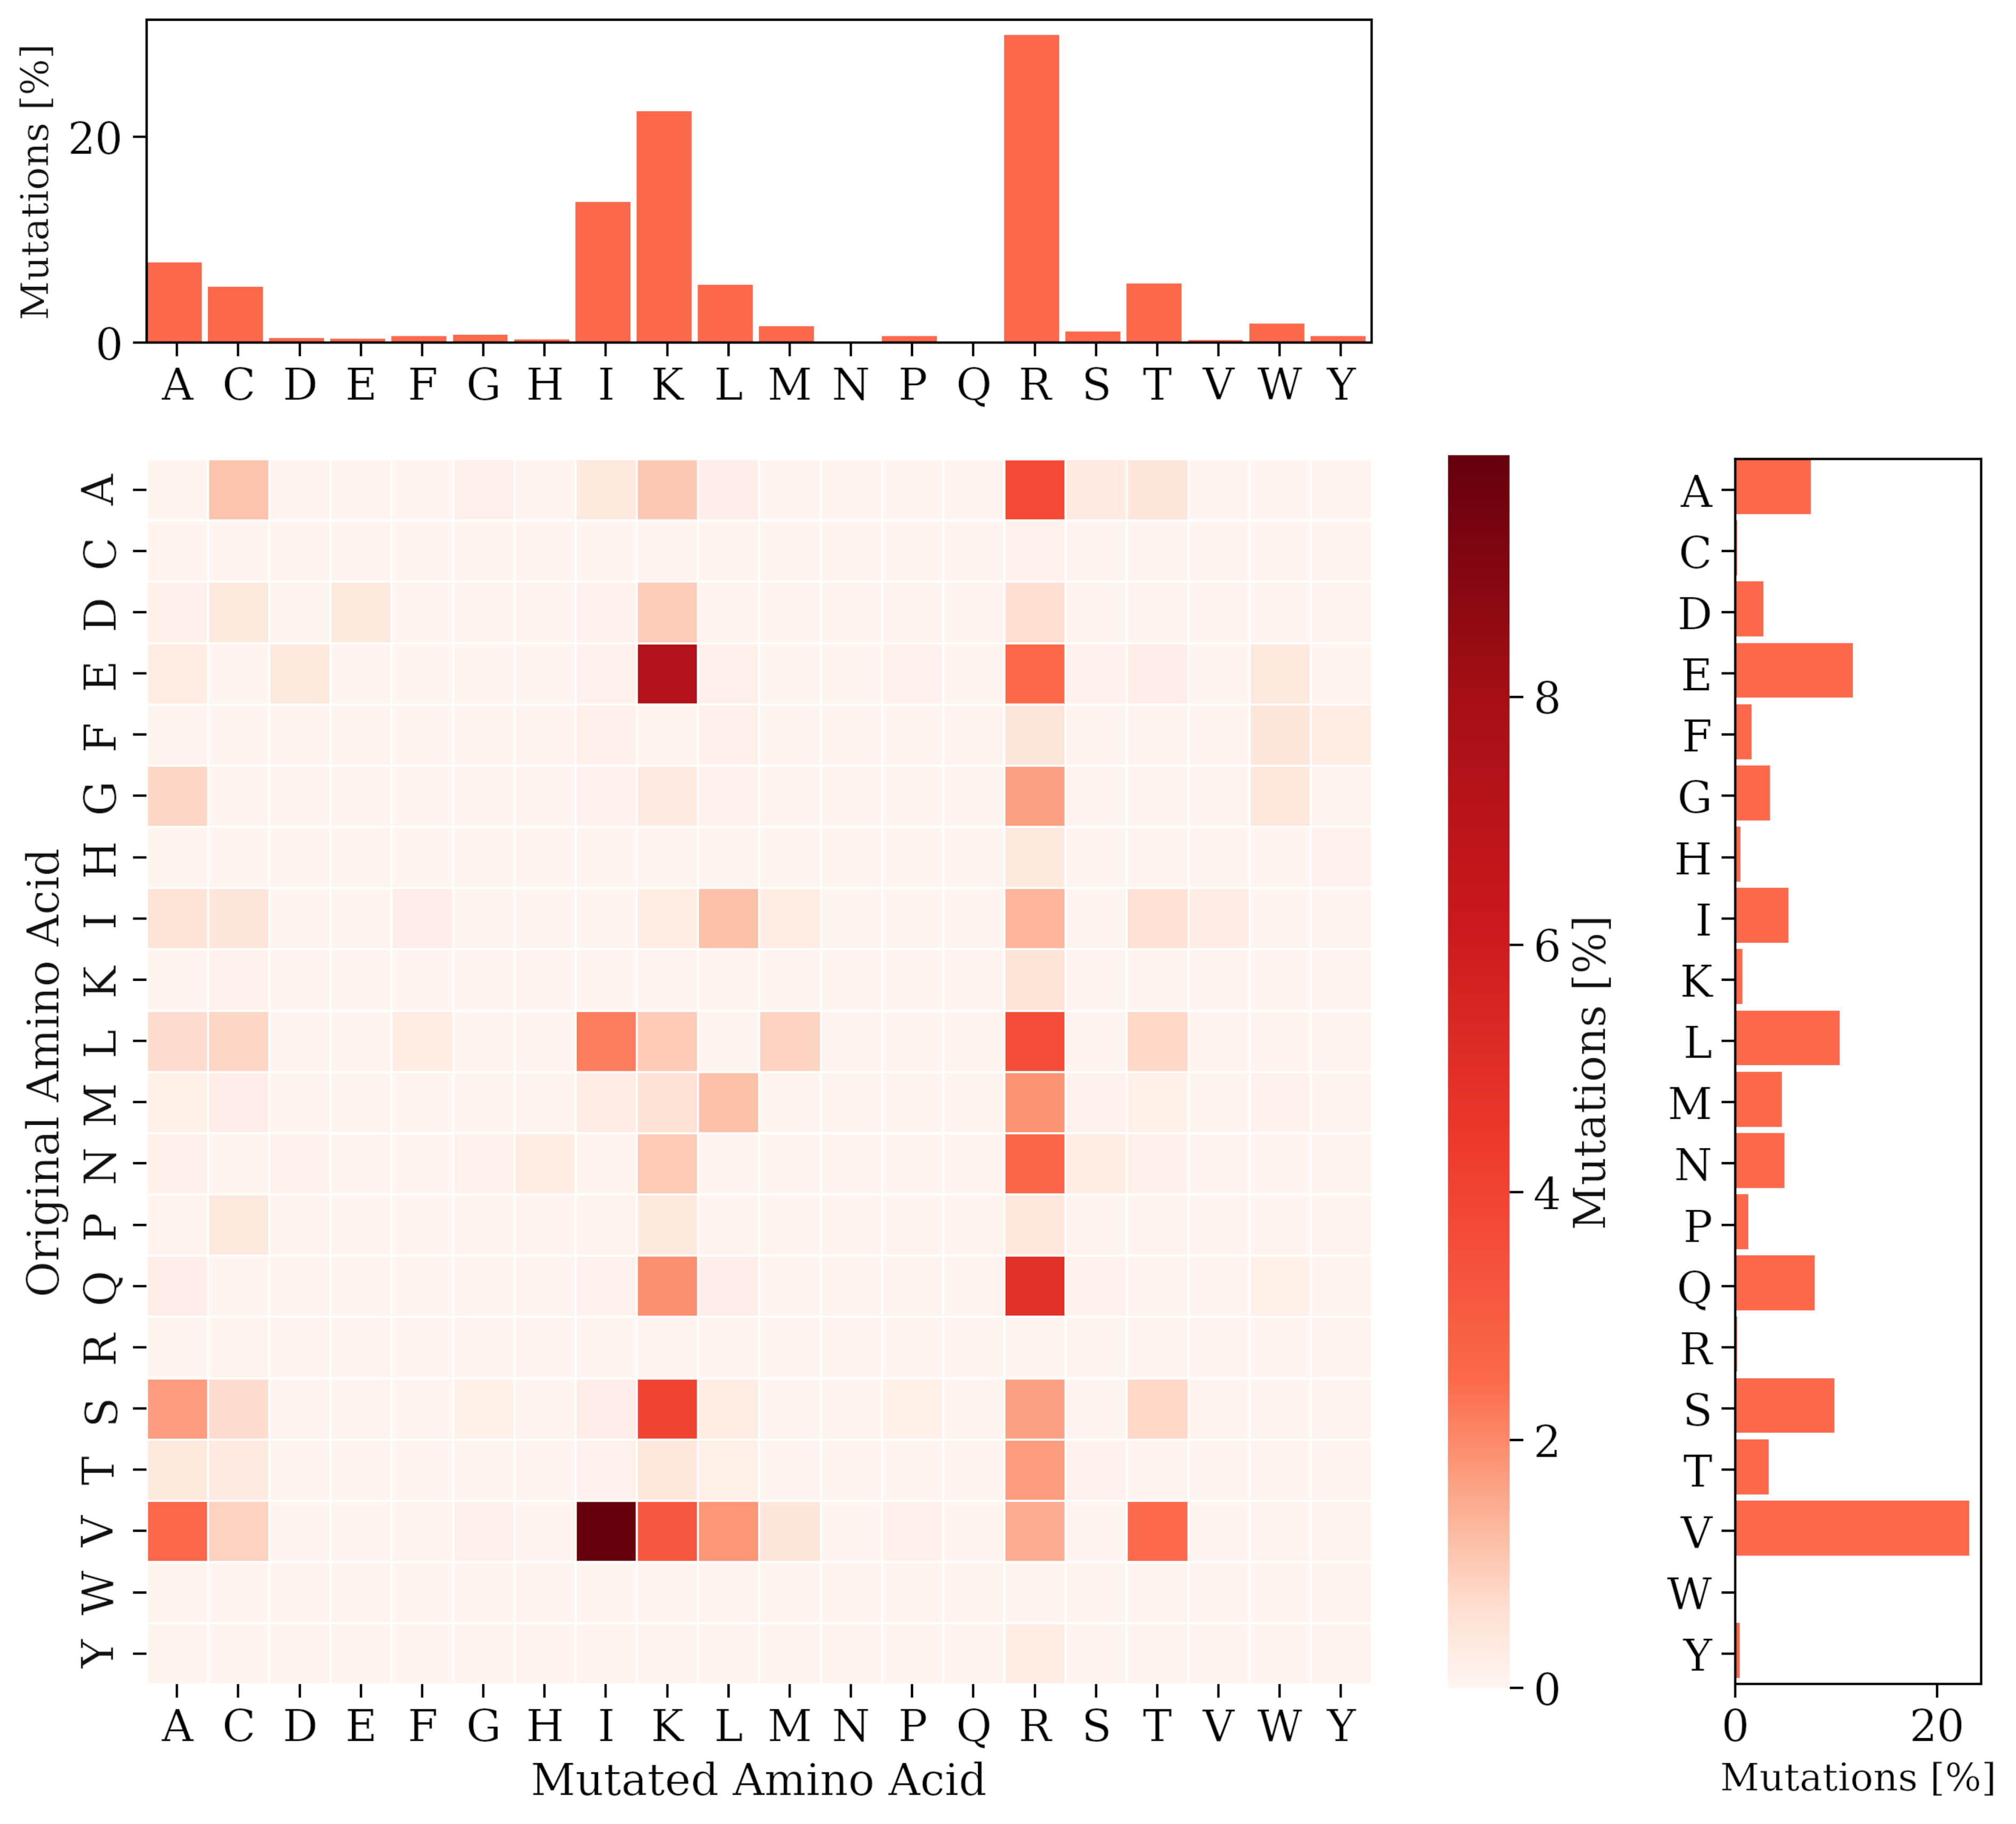 Mutations [%]
20
0
A C D E F G H I K L M N P Q R S T V W Y
Original Amino Acid
A
C
D
E
F
G
H
I
K
L
M
N
P
Q
R
S
T
V
W
Y
A C D E F G H I K L M N P Q R S T V W Y
Mutated Amino Acid
8
6
4
2
0
Mutations [%]
A
C
D
E
F
G
H
I
K
L
M
N
P
Q
R
S
T
V
W
Y
0 20
Mutations [%]